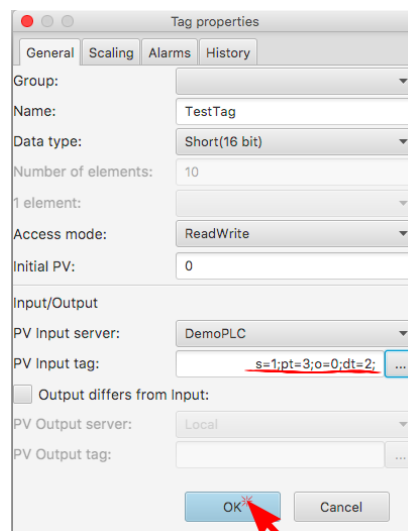 Tag properties
General Scaling Alarms History
Group:
Name: TestTag
Data type: Short(16 bit)
Number of elements: 10
1 element:
Access mode: ReadWrite
Initial PV: 0
Input/Output
PV Input server: DemoPLC
PV Input tag: s=1;pt=3;o=0;dt=2; ...
Output differs from Input:
PV Output server: Local
PV Output tag: ...
OK Cancel